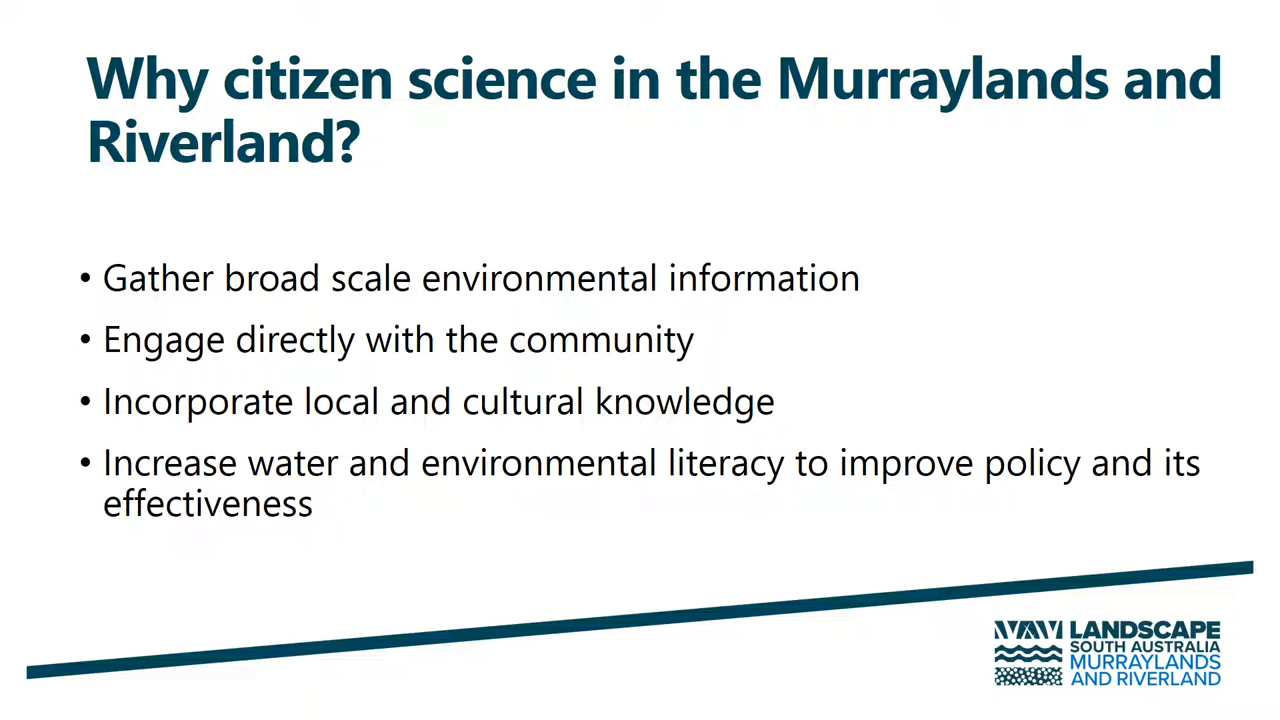 Why citizen science in the Murraylands and
Riverland?
• Gather broad scale environmental information
• Engage directly with the community
• Incorporate local and cultural knowledge
• Increase water and environmental literacy to improve policy and its
effectiveness
LANDSCAPE
SOUTH AUSTRALIA
MURRAYLANDS
AND RIVERLAND